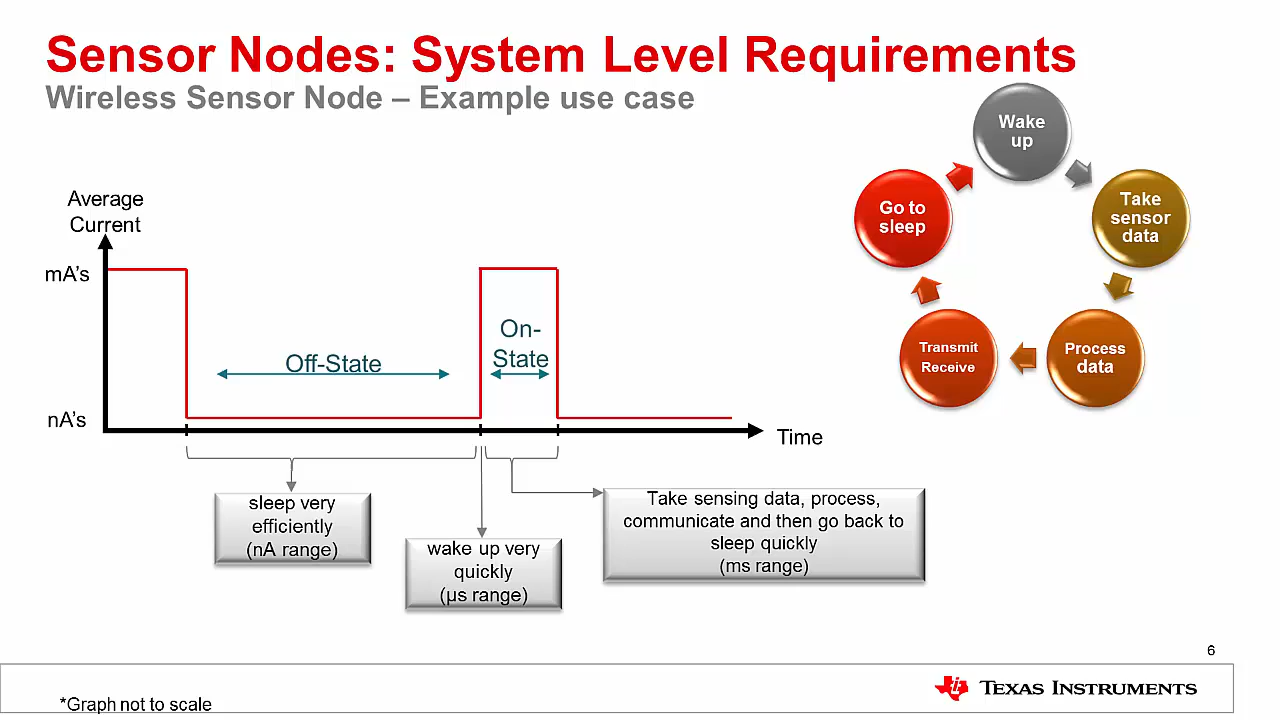 Sensor Nodes: System Level Requirements
Wireless Sensor Node – Example use case
Wake
up
Take
sensor
data
Process
data
Transmit
Receive
Go to
sleep
Average
Current
mA’s
nA’s
Off-State
On-
State
Time
sleep very
efficiently
(nA range)
wake up very
quickly
(µs range)
Take sensing data, process,
communicate and then go back to
sleep quickly
(ms range)
6
Texas Instruments
*Graph not to scale